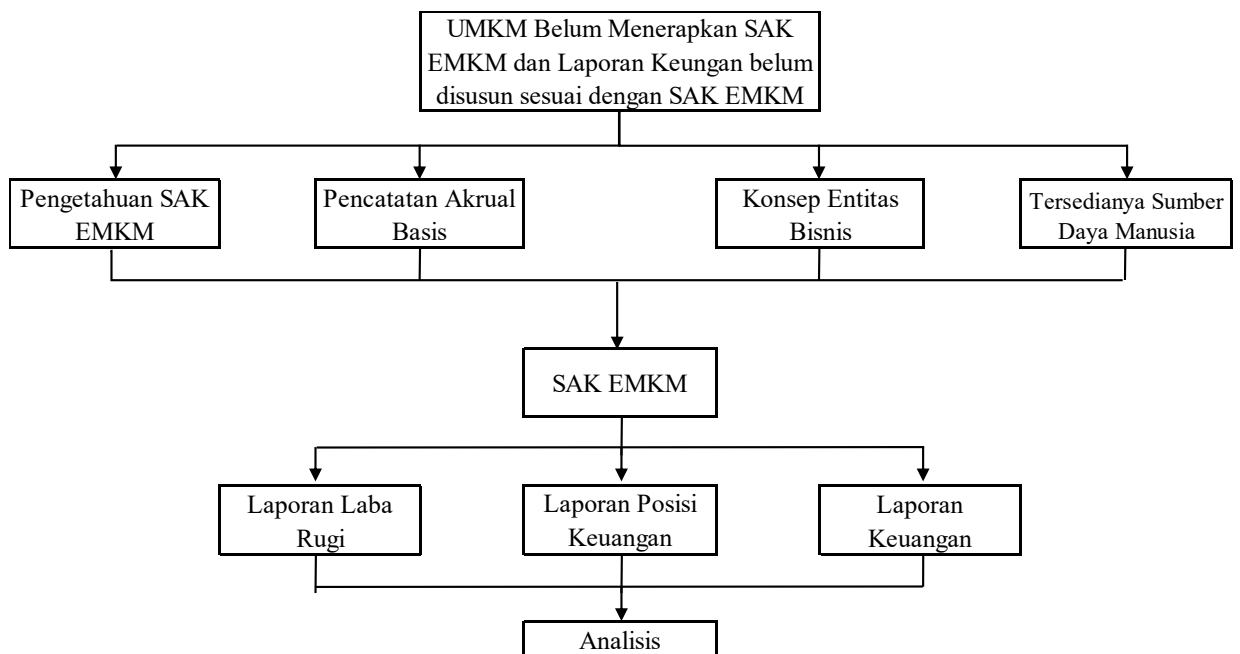 UMKM Belum Menerapkan SAK
EMKM dan Laporan Keungan belum
disusun sesuai dengan SAK EMKM
Pengetahuan SAK
EMKM
Pencatatan Akrual
Basis
Konsep Entitas
Bisnis
Tersedianya Sumber
Daya Manusia
SAK EMKM
Laporan Laba
Rugi
Laporan Posisi
Keuangan
Laporan
Keuangan
Analisis